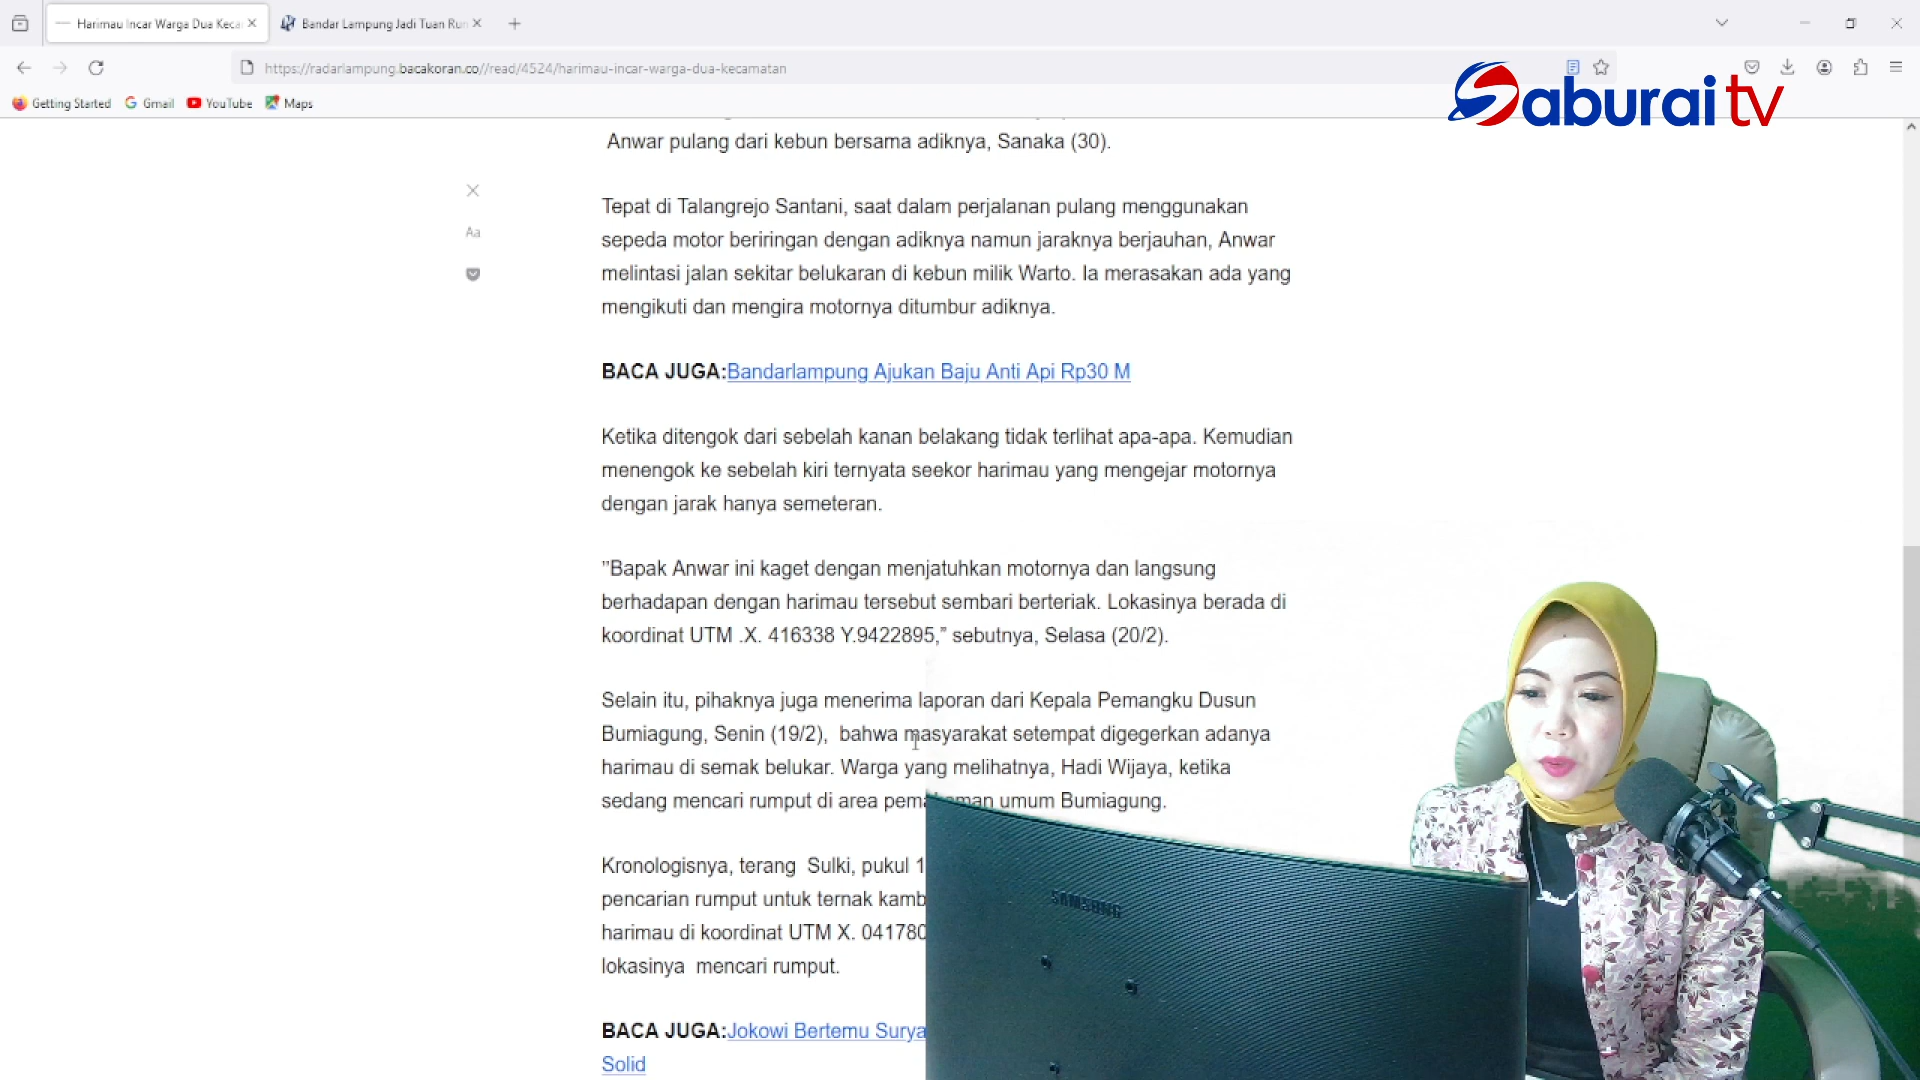 Harimau Incar Warga Dua Keca
Bandar Lampung Jadi Tuan Ru
https://radarlampung.bacakoran.co//read/4524/harimau-incar-warga-dua-kecamatan
Getting Started
Gmail
YouTube
Maps
Saburai tv
Anwar pulang dari kebun bersama adiknya, Sanaka (30).
Aa
Tepat di Talangrejo Santani, saat dalam perjalanan pulang menggunakan
sepeda motor beriringan dengan adiknya namun jaraknya berjauhan, Anwar
melintasi jalan sekitar belukaran di kebun milik Warto. Ia merasakan ada yang
mengikuti dan mengira motornya ditumbur adiknya.
BACA JUGA:Bandarlampung Ajukan Baju Anti Api Rp30 M
Ketika ditengok dari sebelah kanan belakang tidak terlihat apa-apa. Kemudian
menengok ke sebelah kiri ternyata seekor harimau yang mengejar motornya
dengan jarak hanya semeteran.
"Bapak Anwar ini kaget dengan menjatuhkan motornya dan langsung
berhadapan dengan harimau tersebut sembari berteriak. Lokasinya berada di
koordinat UTM .X. 416338 Y.9422895,” sebutnya, Selasa (20/2).
Selain itu, pihaknya juga menerima laporan dari Kepala Pemangku Dusun
Bumiagung, Senin (19/2), bahwa masyarakat setempat digegerkan adanya
harimau di semak belukar. Warga yang melihatnya, Hadi Wijaya, ketika
sedang mencari rumput di area umum Bumiagung.
Kronologisnya, terang Sulki, pukul 1
pencarian rumput untuk ternak kamb
harimau di koordinat UTM X. 041780
lokasinya mencari rumput.
BACA JUGA:Jokowi Bertemu Surya
Solid
SAMSUNG